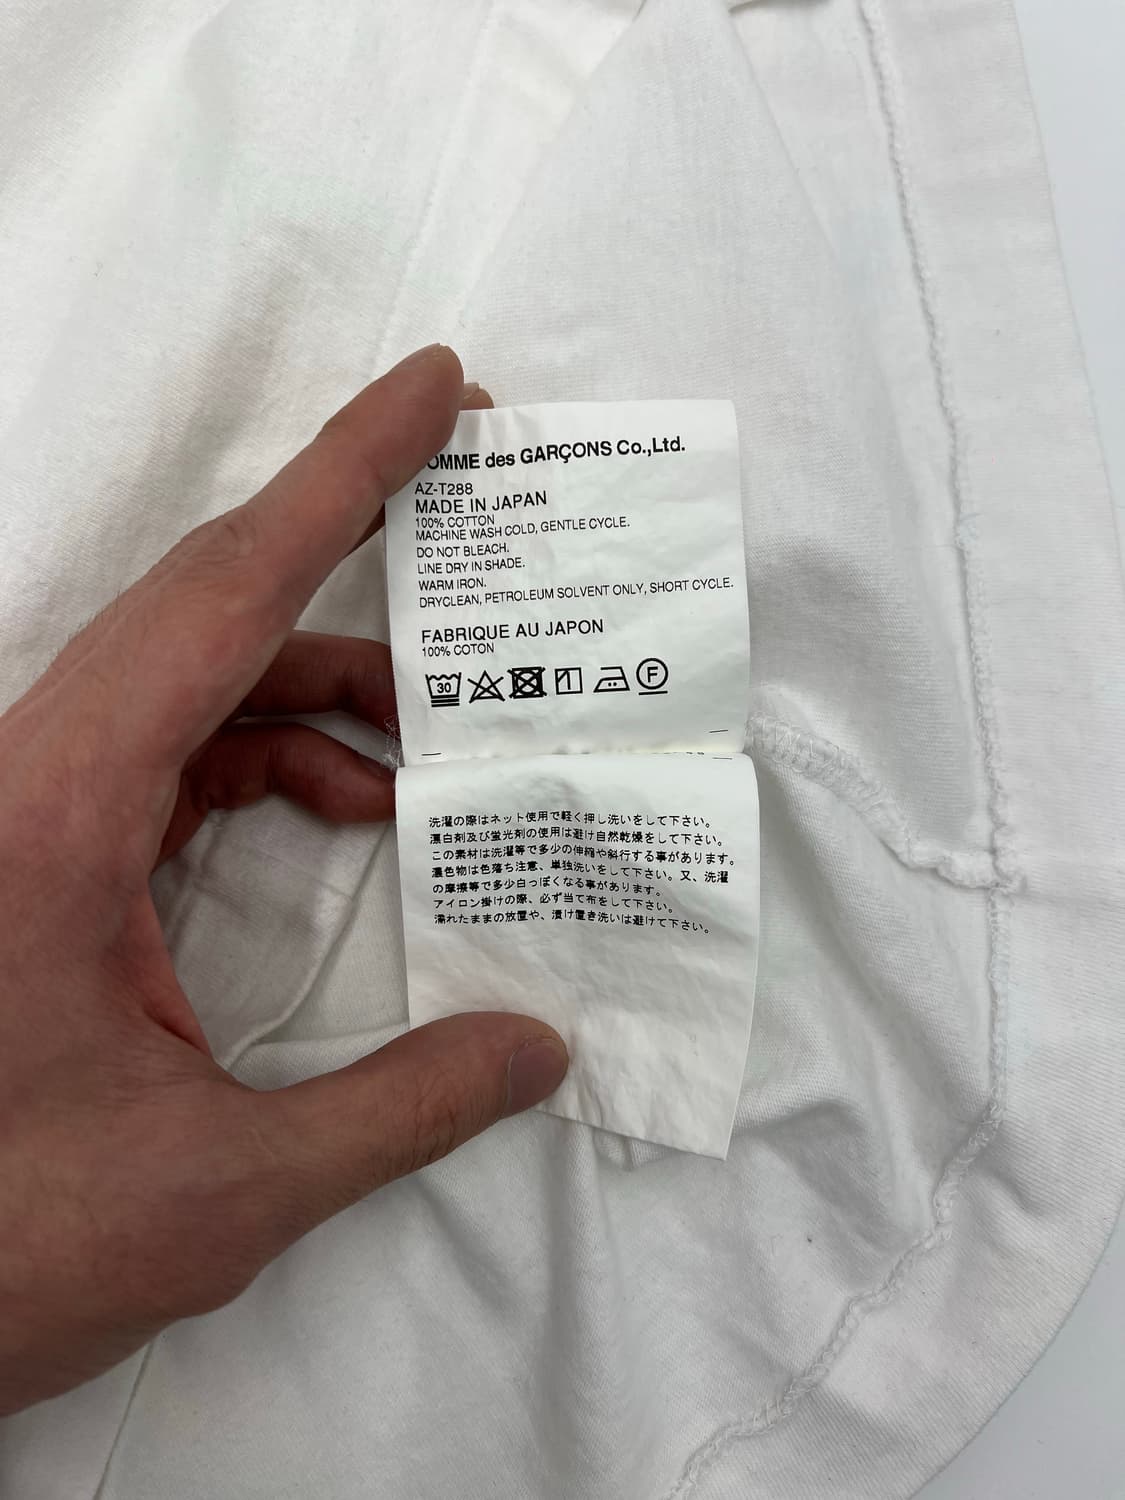 OMME des GARÇONS Co.,Ltd.
AZ-T288
MADE IN JAPAN
100% COTTON
MACHINE WASH COLD, GENTLE CYCLE.
DO NOT BLEACH.
LINE DRY IN SHADE.
WARM IRON.
DRYCLEAN, PETROLEUM SOLVENT ONLY, SHORT CYCLE.
FABRIQUE AU JAPON
100% COTON
30 F
洗濯の際はネット使用で軽く押し洗いをして下さい。
漂白剤及び蛍光剤の使用は避け自然乾燥をして下さい。
この素材は洗濯等で多少の伸縮や斜行する事があります。
濃色物は色落ち注意、単独洗いをして下さい。又、洗濯
の摩擦等で多少白っぽくなる事があります。
アイロン掛けの際、必ず当て布をして下さい。
濡れたままの放置や、漬け置き洗いは避けて下さい。